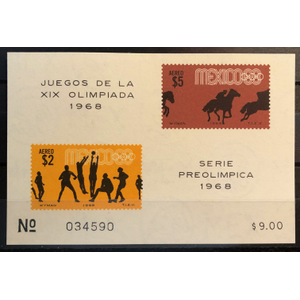 JUEGOS DE LA
XIX OLIMPIADA
1968
AEREO
$5
MEXICO
AEREO
$2
MEXICO
SERIE
PREOLIMPICA
1968
Nº 034590
$9.00